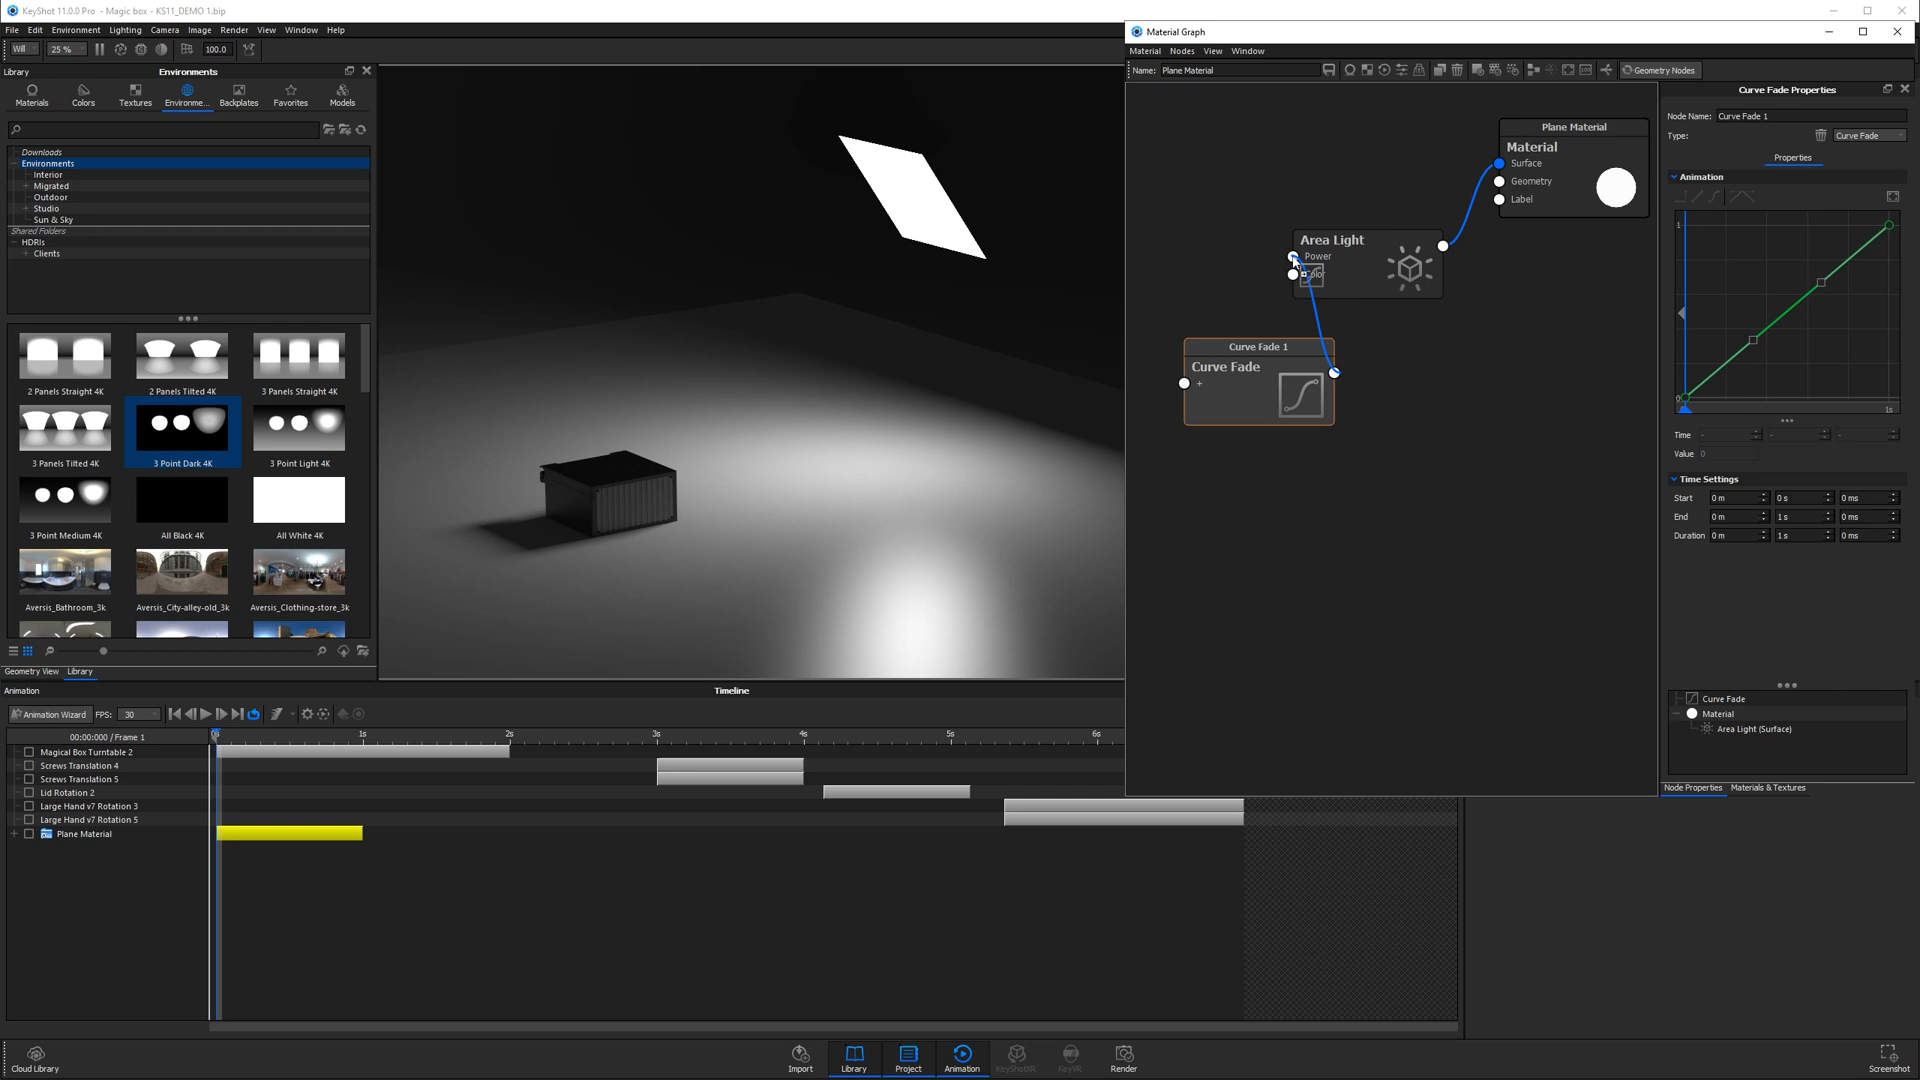 KeyShot 11.0.0 Pro - Magic box - KS11_DEMO 1.bip
File Edit Environment Lighting Camera Image Render View Window Help
Will 25 % 100.0
Library Environments
Materials Colors Textures Environme... Backplates Favorites Models
Downloads
Environments
Interior
Migrated
Outdoor
Studio
Sun & Sky
Shared Folders
HDRIs
Clients
2 Panels Straight 4K 2 Panels Tilted 4K 3 Panels Straight 4K
3 Panels Tilted 4K 3 Point Dark 4K 3 Point Light 4K
3 Point Medium 4K All Black 4K All White 4K
Aversis_Bathroom_3k Aversis_City-alley-old_3k Aversis_Clothing-store_3k
Geometry View Library
Material Graph
Material Nodes View Window
Name: Plane Material Geometry Nodes
Plane Material
Material
Surface
Geometry
Label
Area Light
Power
Curve Fade 1
Curve Fade
+
Curve Fade Properties
Node Name: Curve Fade 1
Type: Curve Fade
Properties
Animation
1
0
1s
Time - - -
Value 0
Time Settings
Start 0 m 0 s 0 ms
End 0 m 1 s 0 ms
Duration 0 m 1 s 0 ms
Curve Fade
Material
Area Light (Surface)
Node Properties Materials & Textures
Animation Timeline
Animation Wizard FPS: 30
00:00:000 / Frame 1 0s 1s 2s 3s 4s 5s 6s
Magical Box Turntable 2
Screws Translation 4
Screws Translation 5
Lid Rotation 2
Large Hand v7 Rotation 3
Large Hand v7 Rotation 5
Plane Material
Cloud Library Import Library Project Animation KeyShotXR KeyVR Render Screenshot